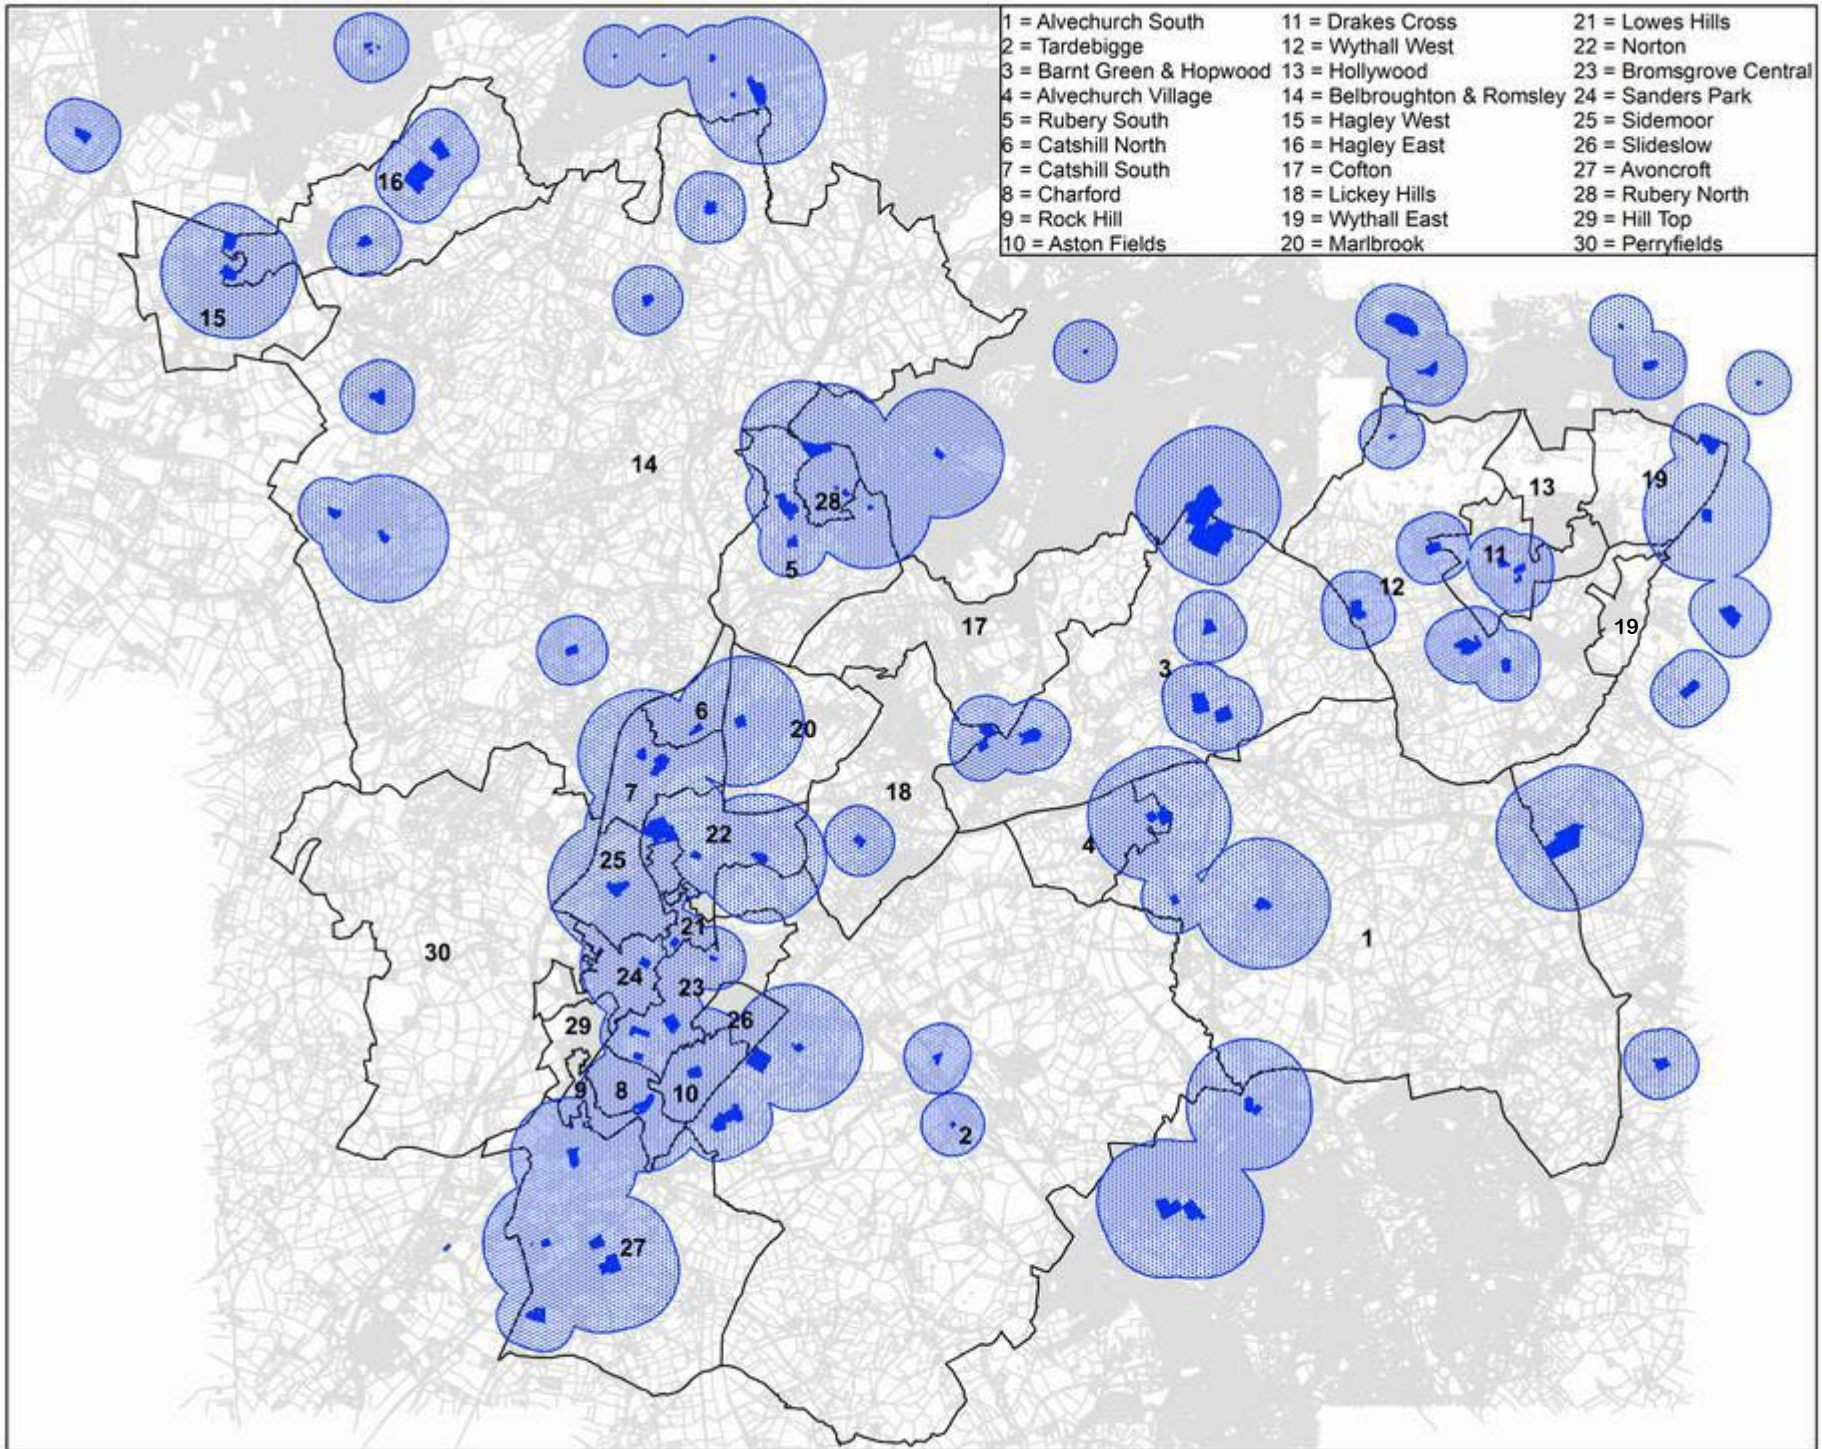 1 = Alvechurch South
2 = Tardebigge
3 = Barnt Green & Hopwood
4 = Alvechurch Village
5 = Rubery South
6 = Catshill North
7 = Catshill South
8 = Charford
9 = Rock Hill
10 = Aston Fields
11 = Drakes Cross
12 = Wythall West
13 = Hollywood
14 = Belbroughton & Romsley
15 = Hagley West
16 = Hagley East
17 = Cofton
18 = Lickey Hills
19 = Wythall East
20 = Marlbrook
21 = Lowes Hills
22 = Norton
23 = Bromsgrove Central
24 = Sanders Park
25 = Sidemoor
26 = Slideslow
27 = Avoncroft
28 = Rubery North
29 = Hill Top
30 = Perryfields
16
15
14
13
19
28
11
5
12
17
19
3
6
20
7
18
22
4
25
21
1
30
24
23
26
29
9
8
10
2
27